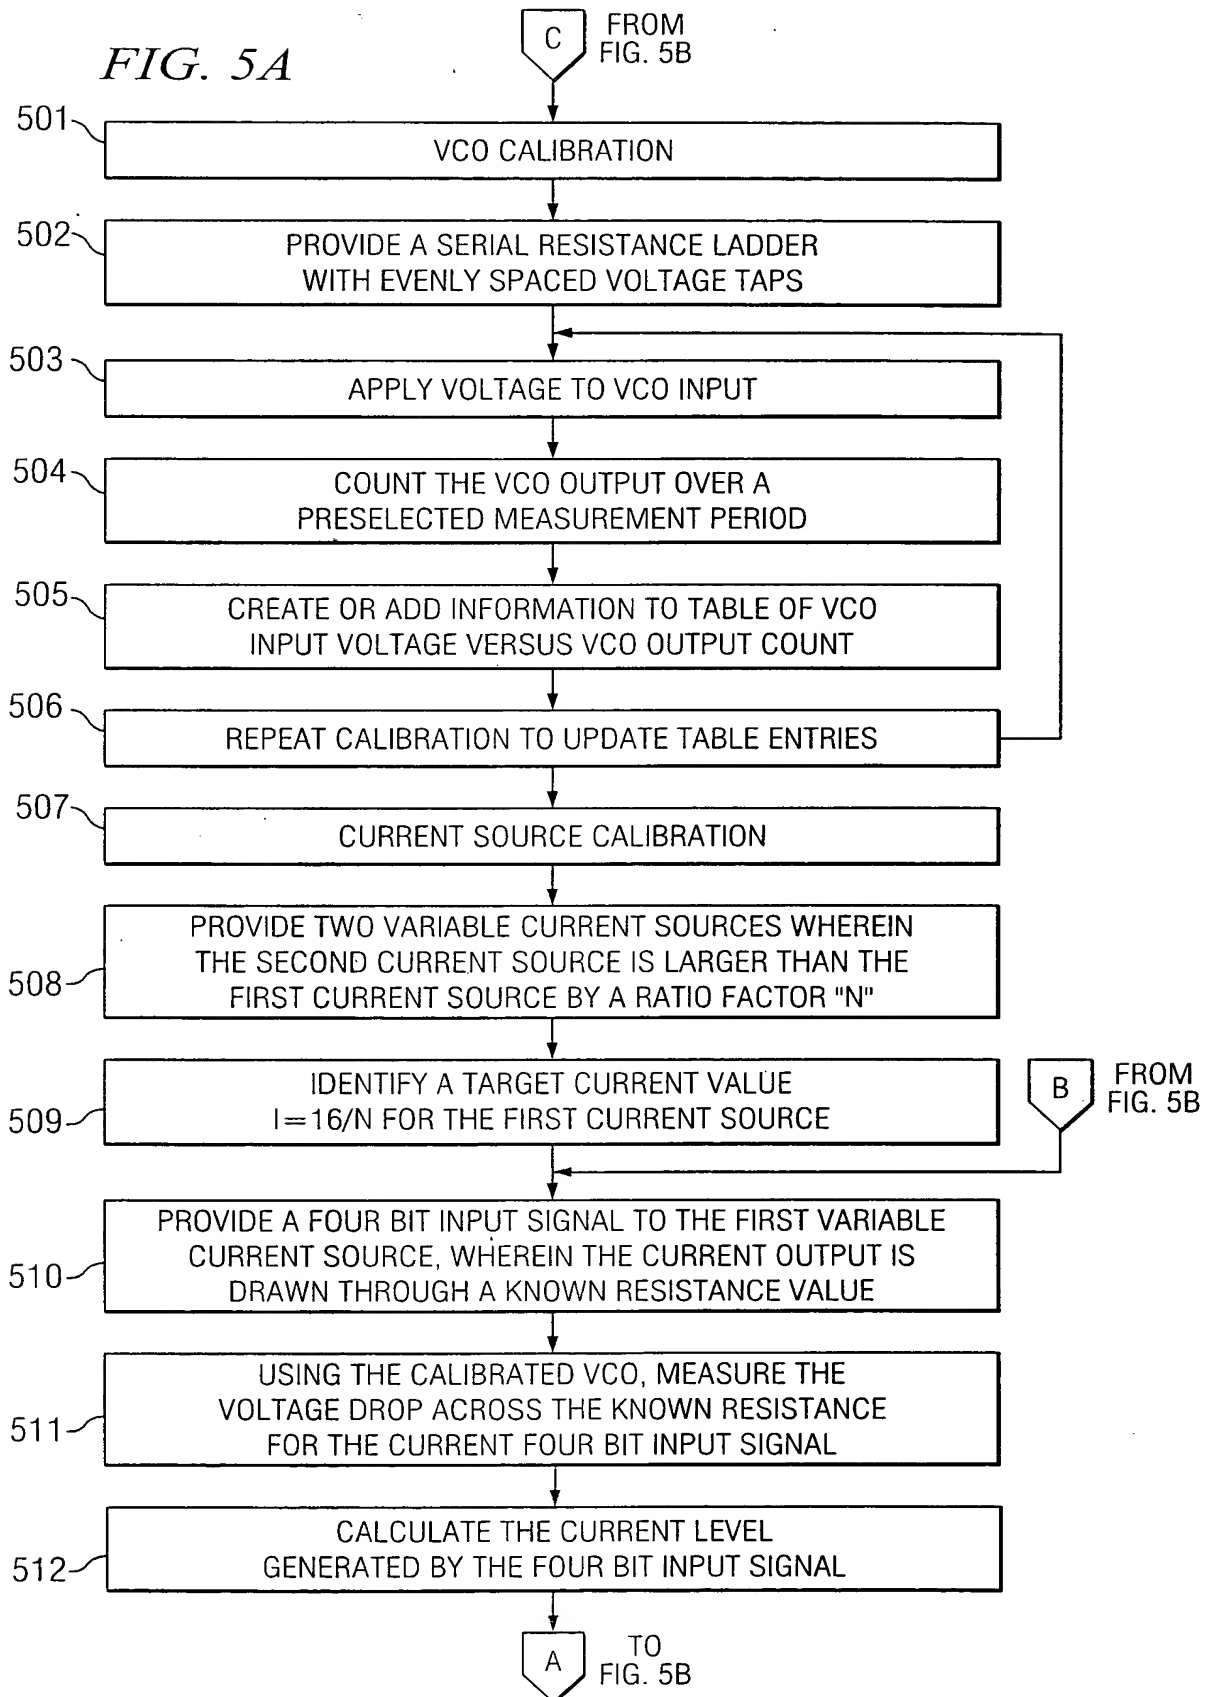 FIG. 5A
C
FROM
FIG. 5B
501
VCO CALIBRATION
502
PROVIDE A SERIAL RESISTANCE LADDER
WITH EVENLY SPACED VOLTAGE TAPS
503
APPLY VOLTAGE TO VCO INPUT
504
COUNT THE VCO OUTPUT OVER A
PRESELECTED MEASUREMENT PERIOD
505
CREATE OR ADD INFORMATION TO TABLE OF VCO
INPUT VOLTAGE VERSUS VCO OUTPUT COUNT
506
REPEAT CALIBRATION TO UPDATE TABLE ENTRIES
507
CURRENT SOURCE CALIBRATION
508
PROVIDE TWO VARIABLE CURRENT SOURCES WHEREIN
THE SECOND CURRENT SOURCE IS LARGER THAN THE
FIRST CURRENT SOURCE BY A RATIO FACTOR "N"
509
IDENTIFY A TARGET CURRENT VALUE
I=16/N FOR THE FIRST CURRENT SOURCE
B
FROM
FIG. 5B
510
PROVIDE A FOUR BIT INPUT SIGNAL TO THE FIRST VARIABLE
CURRENT SOURCE, WHEREIN THE CURRENT OUTPUT IS
DRAWN THROUGH A KNOWN RESISTANCE VALUE
511
USING THE CALIBRATED VCO, MEASURE THE
VOLTAGE DROP ACROSS THE KNOWN RESISTANCE
FOR THE CURRENT FOUR BIT INPUT SIGNAL
512
CALCULATE THE CURRENT LEVEL
GENERATED BY THE FOUR BIT INPUT SIGNAL
A
TO
FIG. 5B